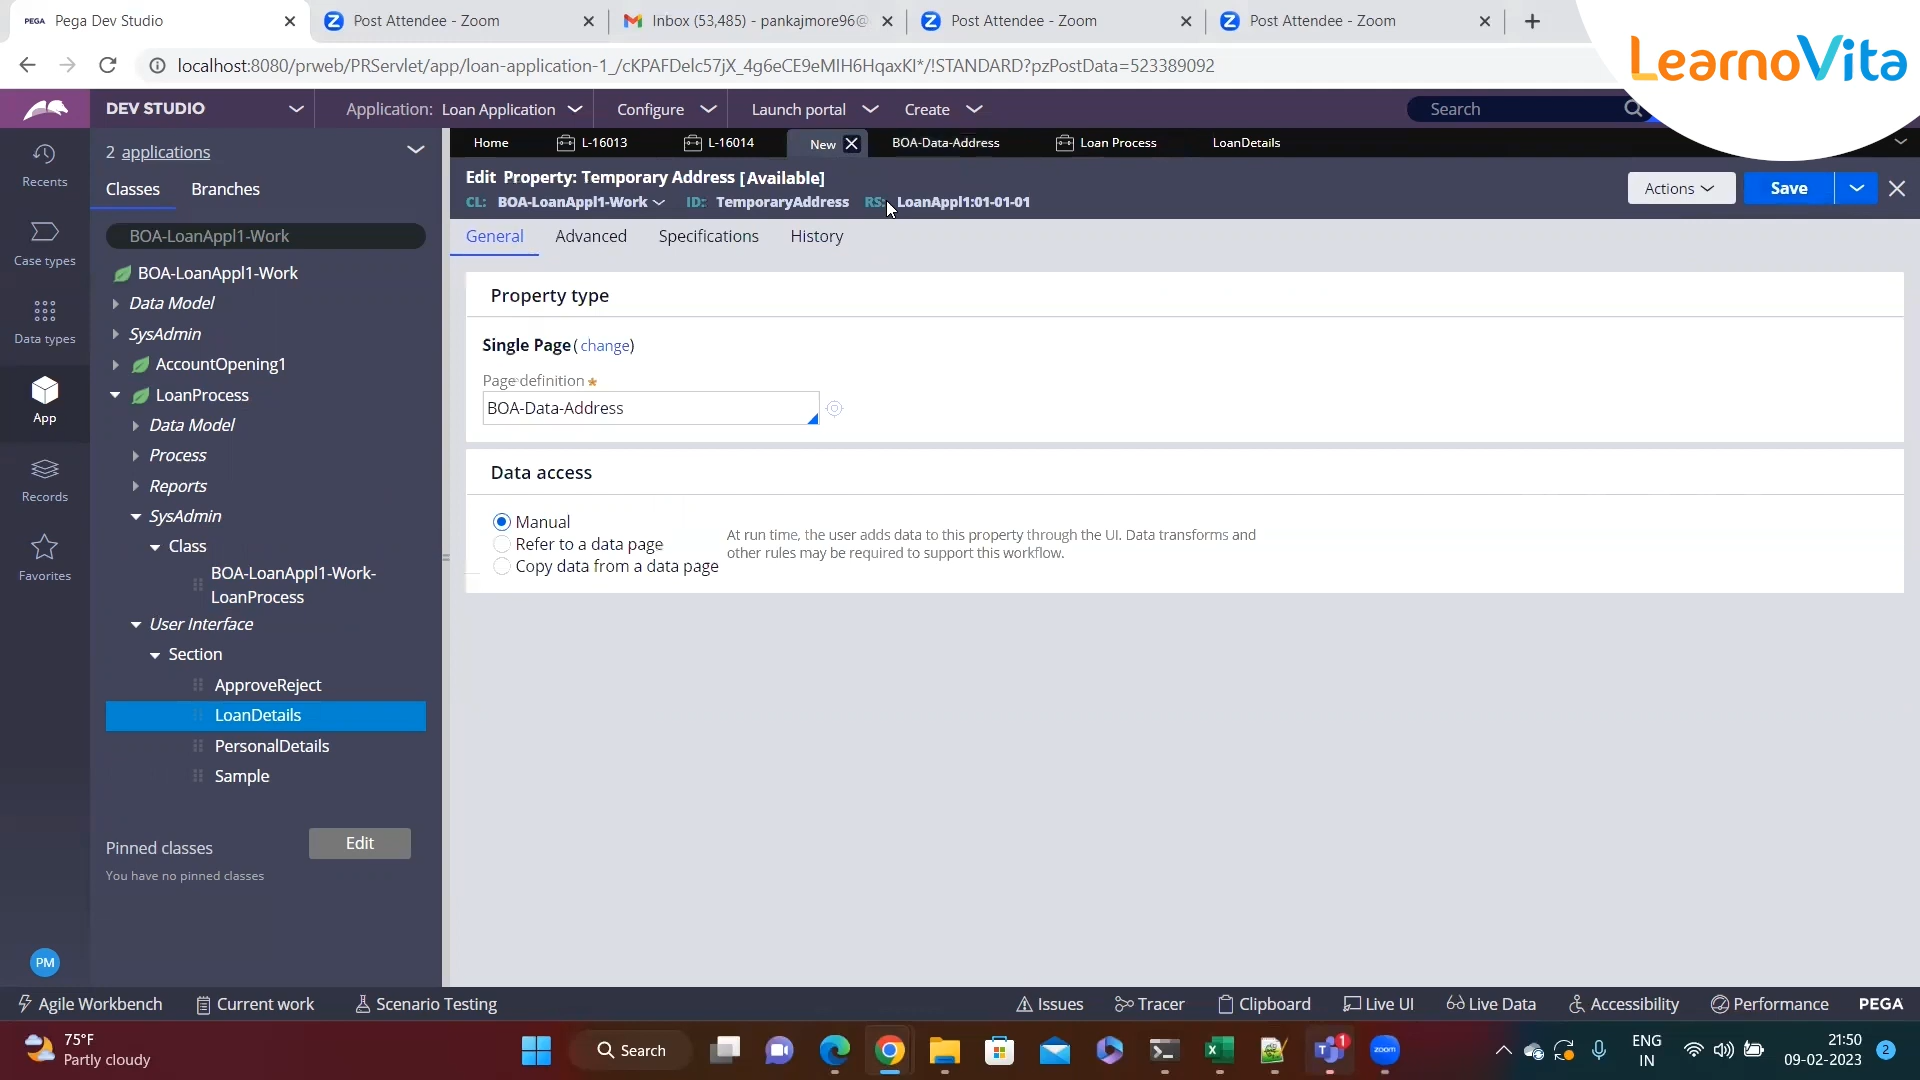 PEGA Pega Dev Studio
Post Attendee - Zoom
Inbox (53,485) - pankajmore96@
Post Attendee - Zoom
Post Attendee - Zoom
localhost:8080/prweb/PRServlet/app/loan-application-1_/cKPAFDelc57jX_4g6eCE9eMIH6HqaxKI*/!STANDARD?pzPostData=523389092
LearnoVita
DEV STUDIO
Application: Loan Application
Configure
Launch portal
Create
Search
Recents
Case types
Data types
App
Records
Favorites
PM
2 applications
Classes
Branches
BOA-LoanAppl1-Work
BOA-LoanAppl1-Work
Data Model
SysAdmin
AccountOpening1
LoanProcess
Data Model
Process
Reports
SysAdmin
Class
BOA-LoanAppl1-Work-
LoanProcess
User Interface
Section
ApproveReject
LoanDetails
PersonalDetails
Sample
Pinned classes
Edit
You have no pinned classes
Home
L-16013
L-16014
New
BOA-Data-Address
Loan Process
LoanDetails
Edit Property: Temporary Address [Available]
CL: BOA-LoanAppl1-Work ID: TemporaryAddress RS: LoanAppl1:01-01-01
Actions
Save
General
Advanced
Specifications
History
Property type
Single Page (change)
Page definition *
BOA-Data-Address
Data access
Manual
Refer to a data page
Copy data from a data page
At run time, the user adds data to this property through the UI. Data transforms and
other rules may be required to support this workflow.
Agile Workbench
Current work
Scenario Testing
Issues
Tracer
Clipboard
Live UI
Live Data
Accessibility
Performance
PEGA
75°F
Partly cloudy
Search
1
zoom
ENG
IN
21:50
09-02-2023
2